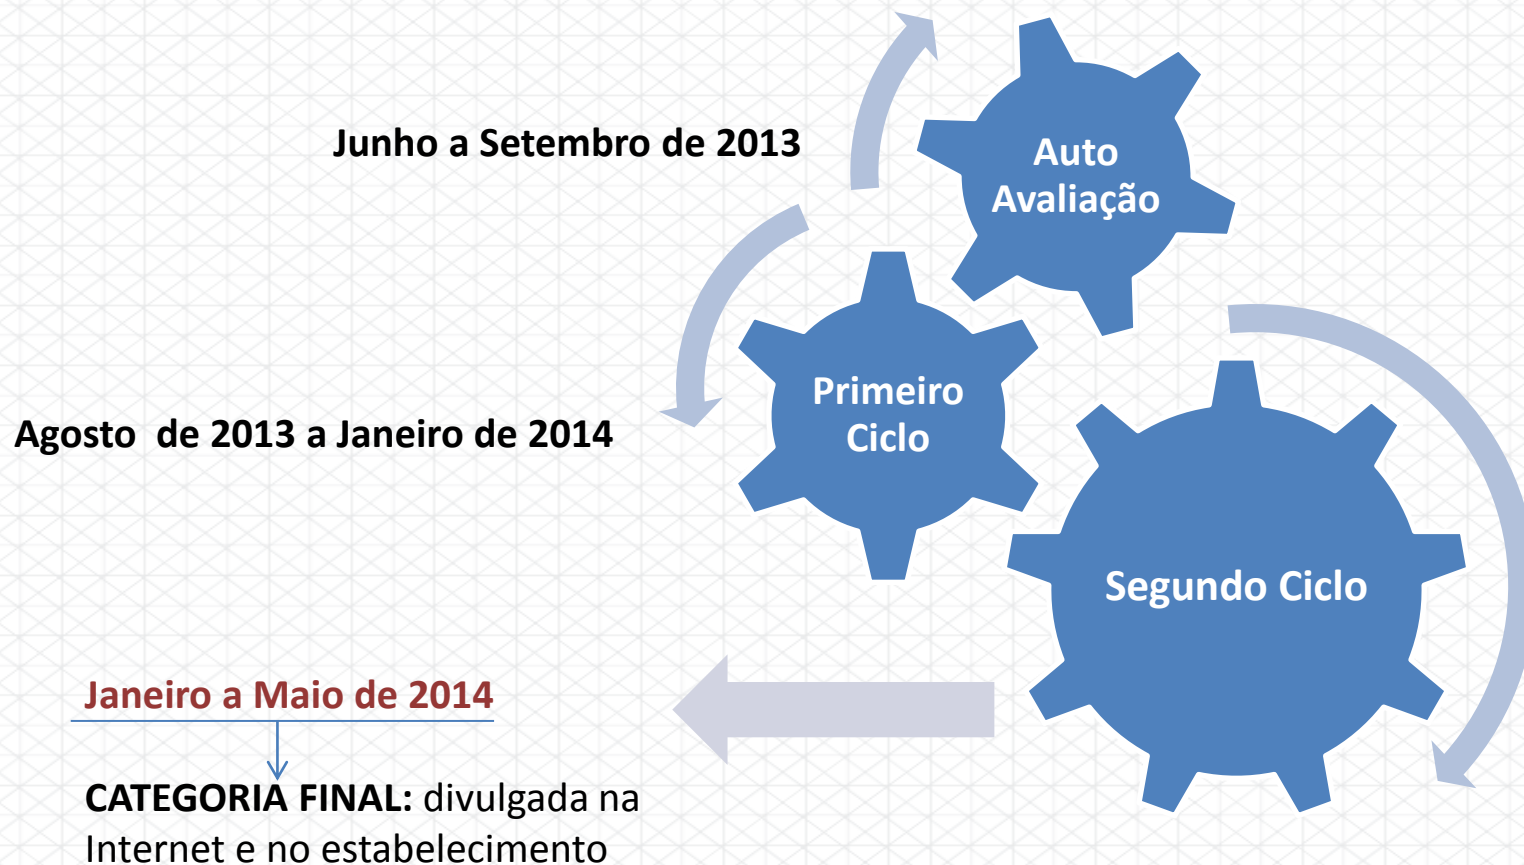 Junho a Setembro de 2013
Auto
Avaliação
Agosto  de 2013 a Janeiro de 2014
Primeiro
Ciclo
Segundo Ciclo
Janeiro a Maio de 2014
CATEGORIA FINAL: divulgada na
Internet e no estabelecimento